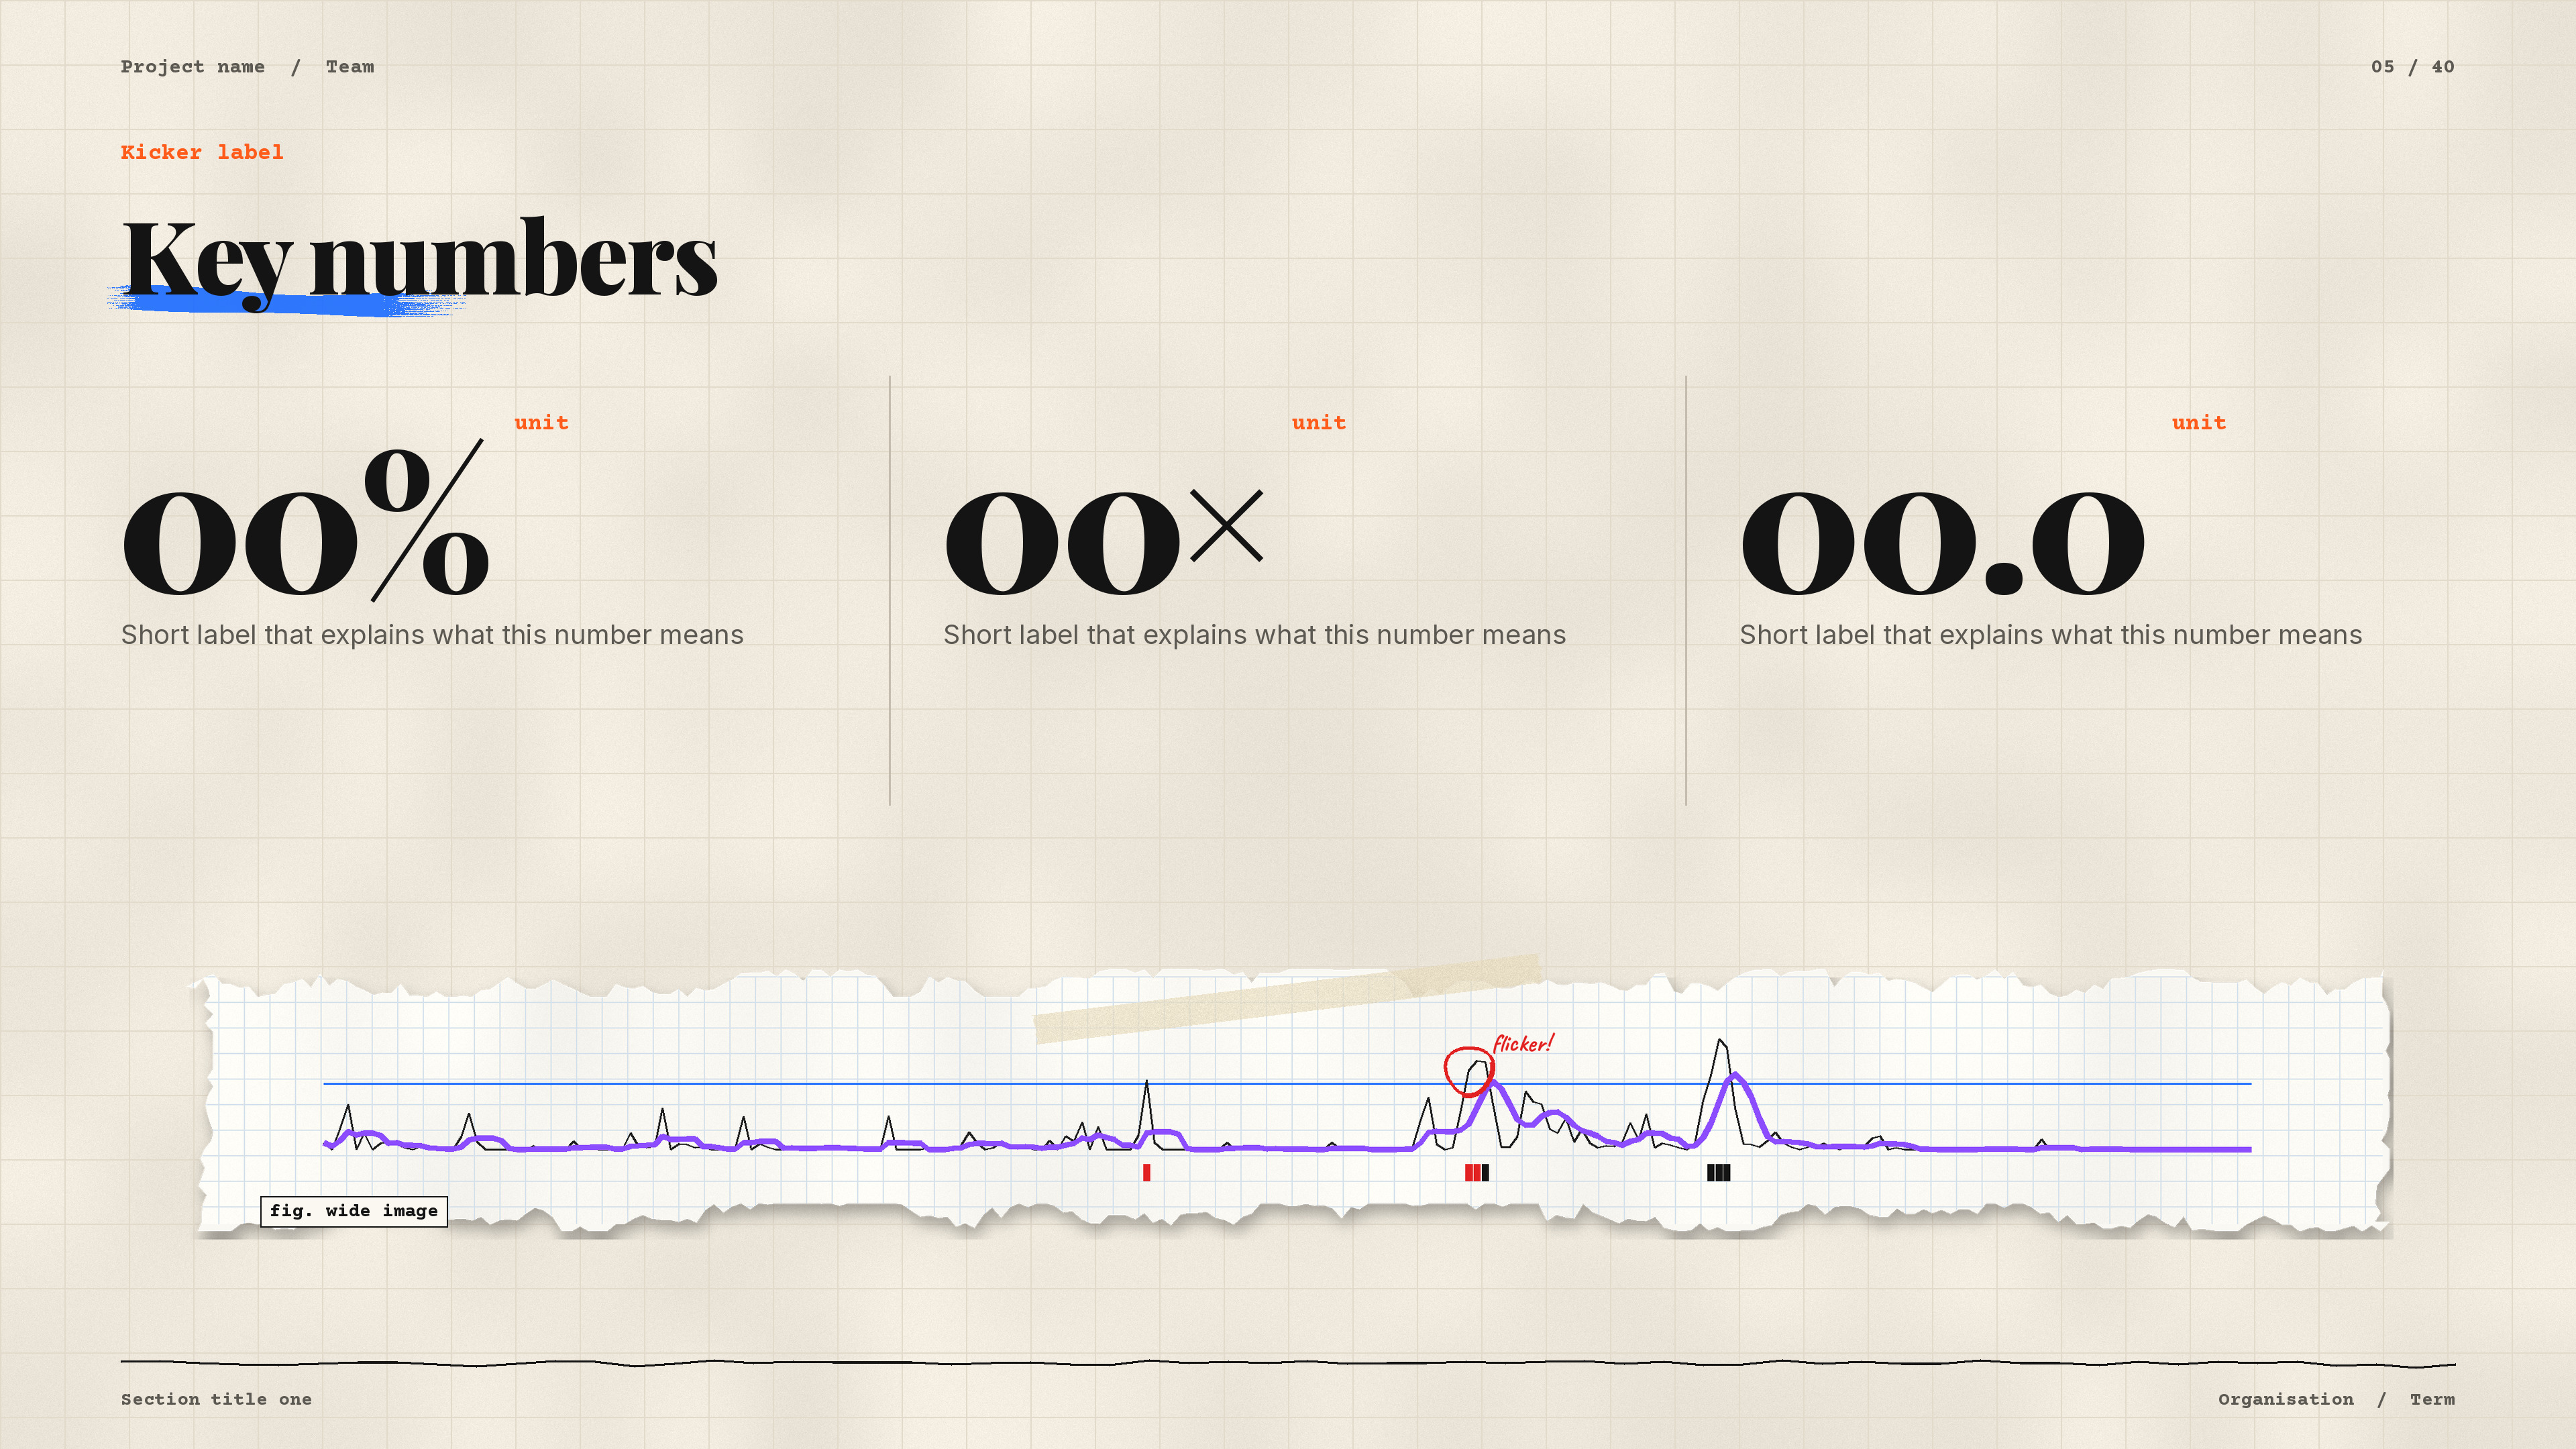 Project name / Team
05 / 40
Kicker label
Key numbers
unit
00%
Short label that explains what this number means
unit
00×
Short label that explains what this number means
unit
00.0
Short label that explains what this number means
flicker!
fig. wide image
Section title one
Organisation / Term